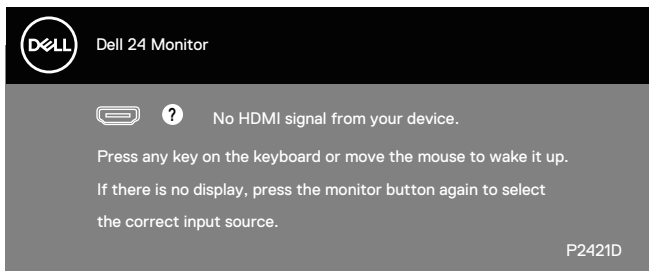 DELL
Dell 24 Monitor
? No HDMI signal from your device.
Press any key on the keyboard or move the mouse to wake it up.
If there is no display, press the monitor button again to select
the correct input source.
P2421D